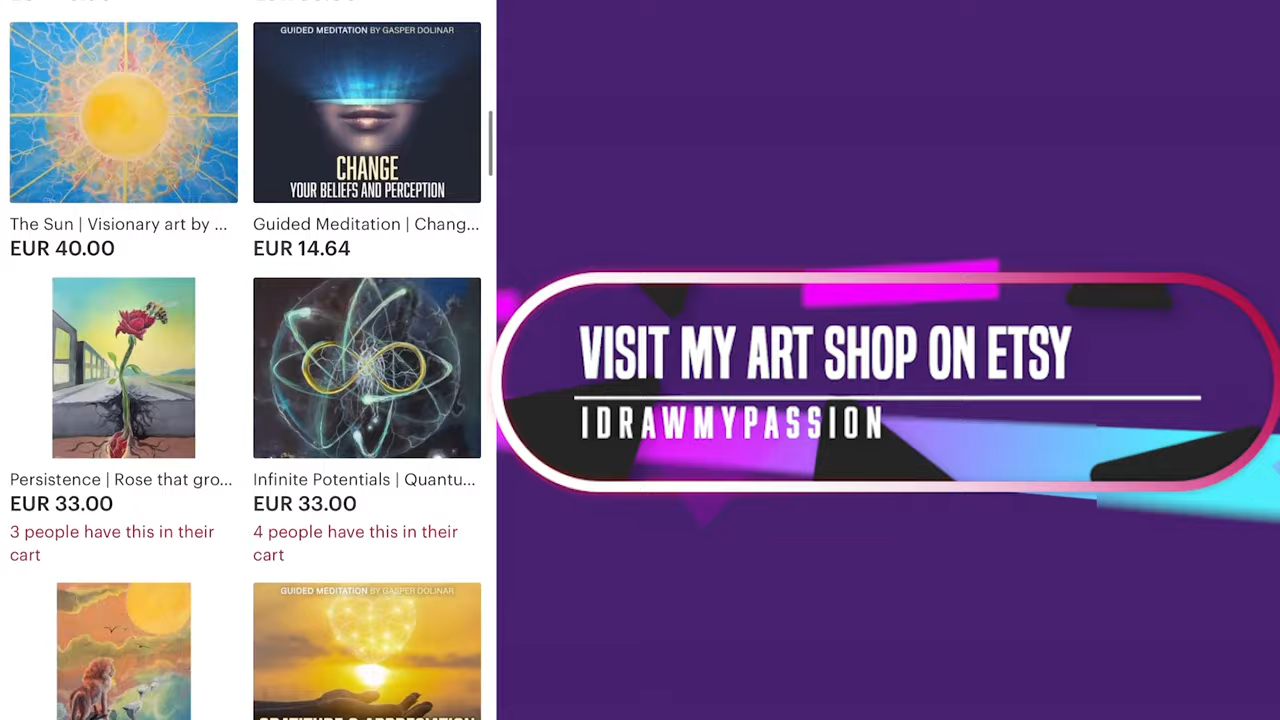 GUIDED MEDITATION BY GASPER DOLINAR
CHANGE
YOUR BELIEFS AND PERCEPTION
The Sun | Visionary art by ...
EUR 40.00
Guided Meditation | Chang...
EUR 14.64
Persistence | Rose that gro...
EUR 33.00
3 people have this in their
cart
Infinite Potentials | Quantu...
EUR 33.00
4 people have this in their
cart
GUIDED MEDITATION BY GASPER DOLINAR
GRATITUDE & APPRECIATION
VISIT MY ART SHOP ON ETSY
IDRAWMYPASSION